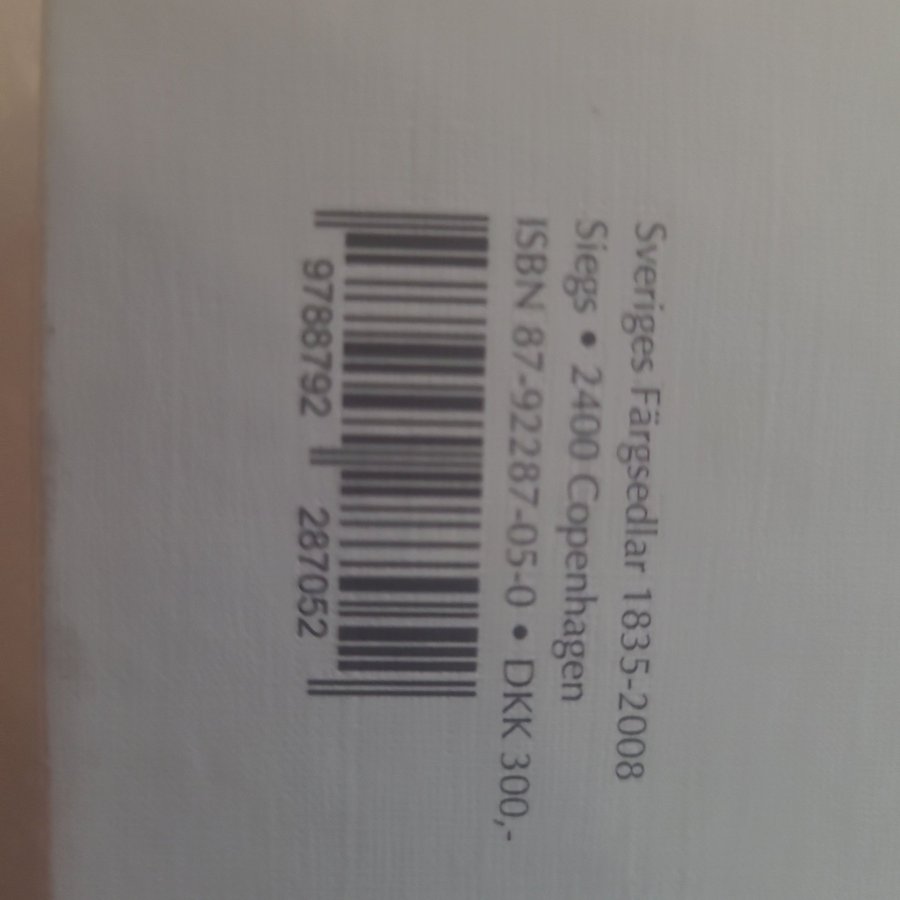 Sveriges Färgsedlar 1835-2008
Siegs • 2400 Copenhagen
ISBN 87-92287-05-0 • DKK 300,-
9788792 287052